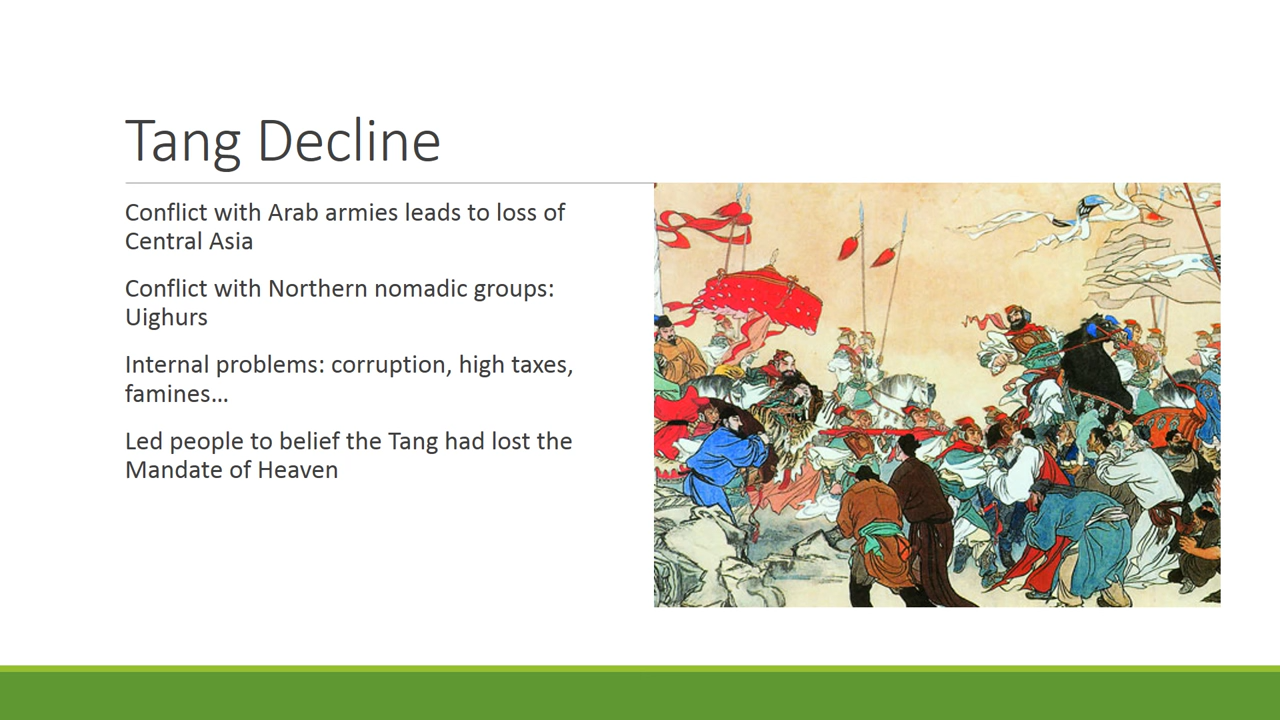 Tang Decline
Conflict with Arab armies leads to loss of
Central Asia
Conflict with Northern nomadic groups:
Uighurs
Internal problems: corruption, high taxes,
famines…
Led people to belief the Tang had lost the
Mandate of Heaven